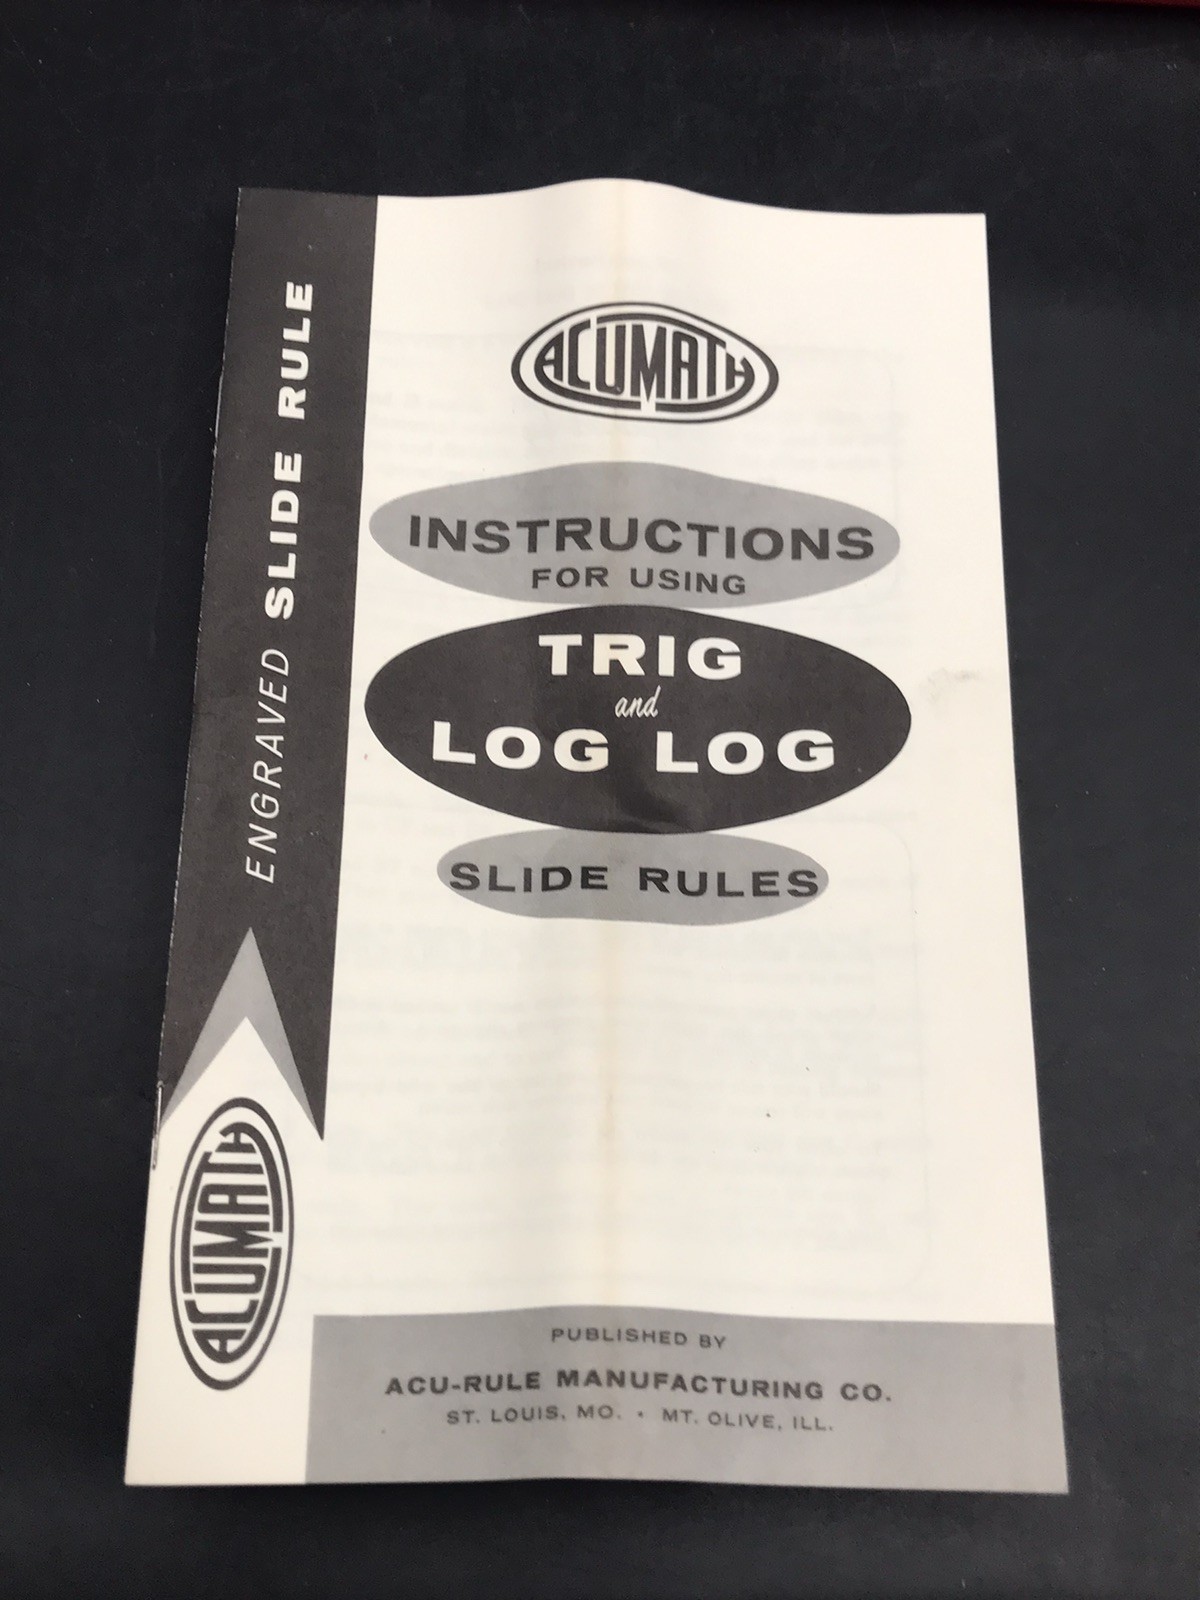 ACUMATH
INSTRUCTIONS
FOR USING
TRIG
and
LOG LOG
SLIDE RULES
ENGRAVED SLIDE RULE
ACUMATH
PUBLISHED BY
ACU-RULE MANUFACTURING CO.
ST. LOUIS, MO. • MT. OLIVE, ILL.